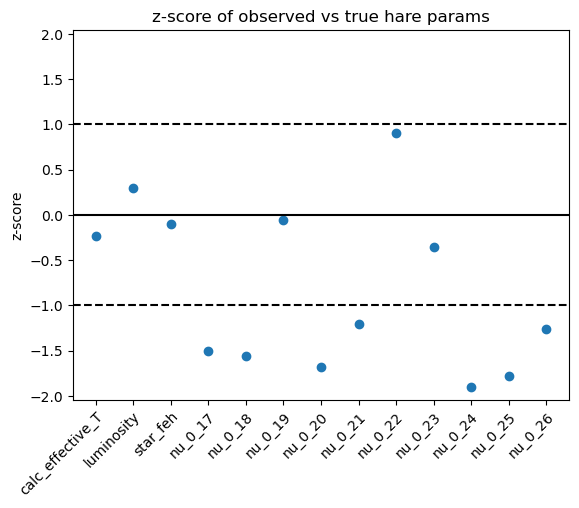 z-score of observed vs true hare params
z-score
2.0
1.5
1.0
0.5
0.0
−0.5
−1.0
−1.5
−2.0
calc_effective_T
luminosity
star_feh
nu_0_17
nu_0_18
nu_0_19
nu_0_20
nu_0_21
nu_0_22
nu_0_23
nu_0_24
nu_0_25
nu_0_26